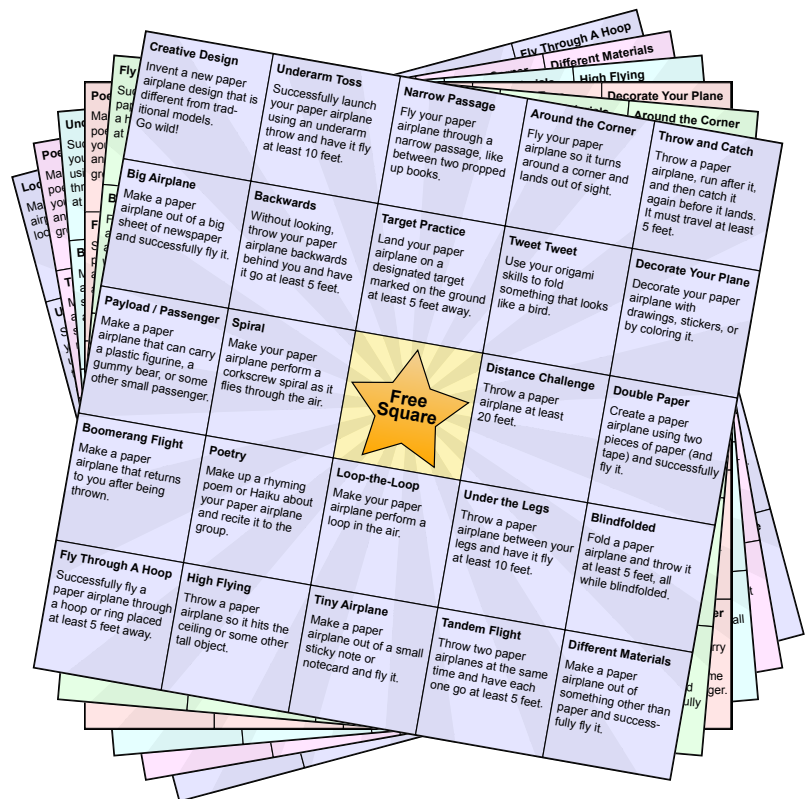 Creative Design
Invent a new paper
airplane design that is
different from trad-
itional models.
Go wild!
Underarm Toss
Successfully launch
your paper airplane
using an underarm
throw and have it fly
at least 10 feet.
Narrow Passage
Fly your paper
airplane through a
narrow passage, like
between two propped
up books.
Around the Corner
Fly your paper
airplane so it turns
around a corner and
lands out of sight.
Throw and Catch
Throw a paper
airplane, run after it,
and then catch it
again before it lands.
It must travel at least
5 feet.
Big Airplane
Make a paper
airplane out of a big
sheet of newspaper
and successfully fly it.
Backwards
Without looking,
throw your paper
airplane backwards
behind you and have
it go at least 5 feet.
Target Practice
Land your paper
airplane on a
designated target
marked on the ground
at least 5 feet away.
Tweet Tweet
Use your origami
skills to fold
something that looks
like a bird.
Decorate Your Plane
Decorate your paper
airplane with
drawings, stickers, or
by coloring it.
Payload / Passenger
Make a paper
airplane that can carry
a plastic figurine, a
gummy bear, or some
other small passenger.
Spiral
Make your paper
airplane perform a
corkscrew spiral as it
flies through the air.
Free
Square
Distance Challenge
Throw a paper
airplane at least
20 feet.
Double Paper
Create a paper
airplane using two
pieces of paper (and
tape) and successfully
fly it.
Boomerang Flight
Make a paper
airplane that returns
to you after being
thrown.
Poetry
Make up a rhyming
poem or Haiku about
your paper airplane
and recite it to the
group.
Loop-the-Loop
Make your paper
airplane perform a
loop in the air.
Under the Legs
Throw a paper
airplane between your
legs and have it fly
at least 10 feet.
Blindfolded
Fold a paper
airplane and throw it
at least 5 feet, all
while blindfolded.
Fly Through A Hoop
Successfully fly a
paper airplane through
a hoop or ring placed
at least 5 feet away.
High Flying
Throw a paper
airplane so it hits the
ceiling or some other
tall object.
Tiny Airplane
Make a paper
airplane out of a small
sticky note or
notecard and fly it.
Tandem Flight
Throw two paper
airplanes at the same
time and have each
one go at least 5 feet.
Different Materials
Make a paper
airplane out of
something other than
paper and success-
fully fly it.
Fly Through A Hoop
Different Materials
High Flying
Decorate Your Plane
Around the Corner